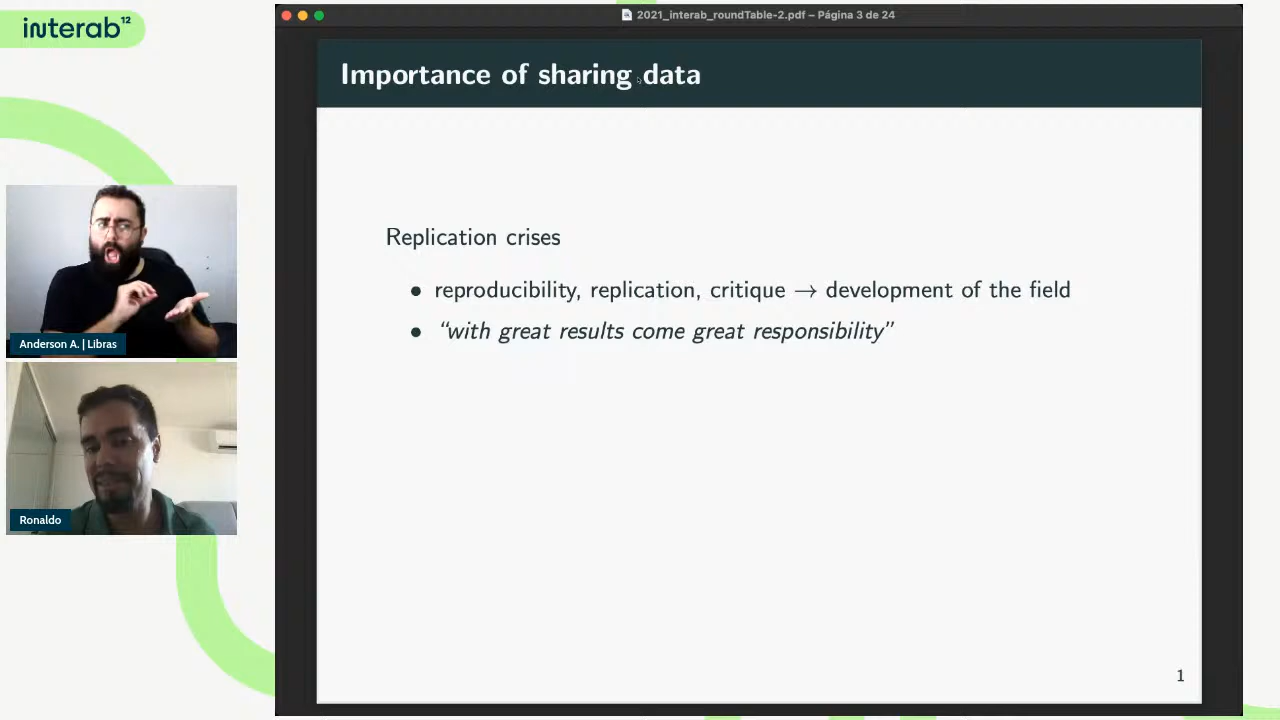 interab¹²
2021_interab_roundTable-2.pdf – Página 3 de 24
Importance of sharing data
Replication crises
• reproducibility, replication, critique → development of the field
• “with great results come great responsibility”
1
Anderson A. | Libras
Ronaldo